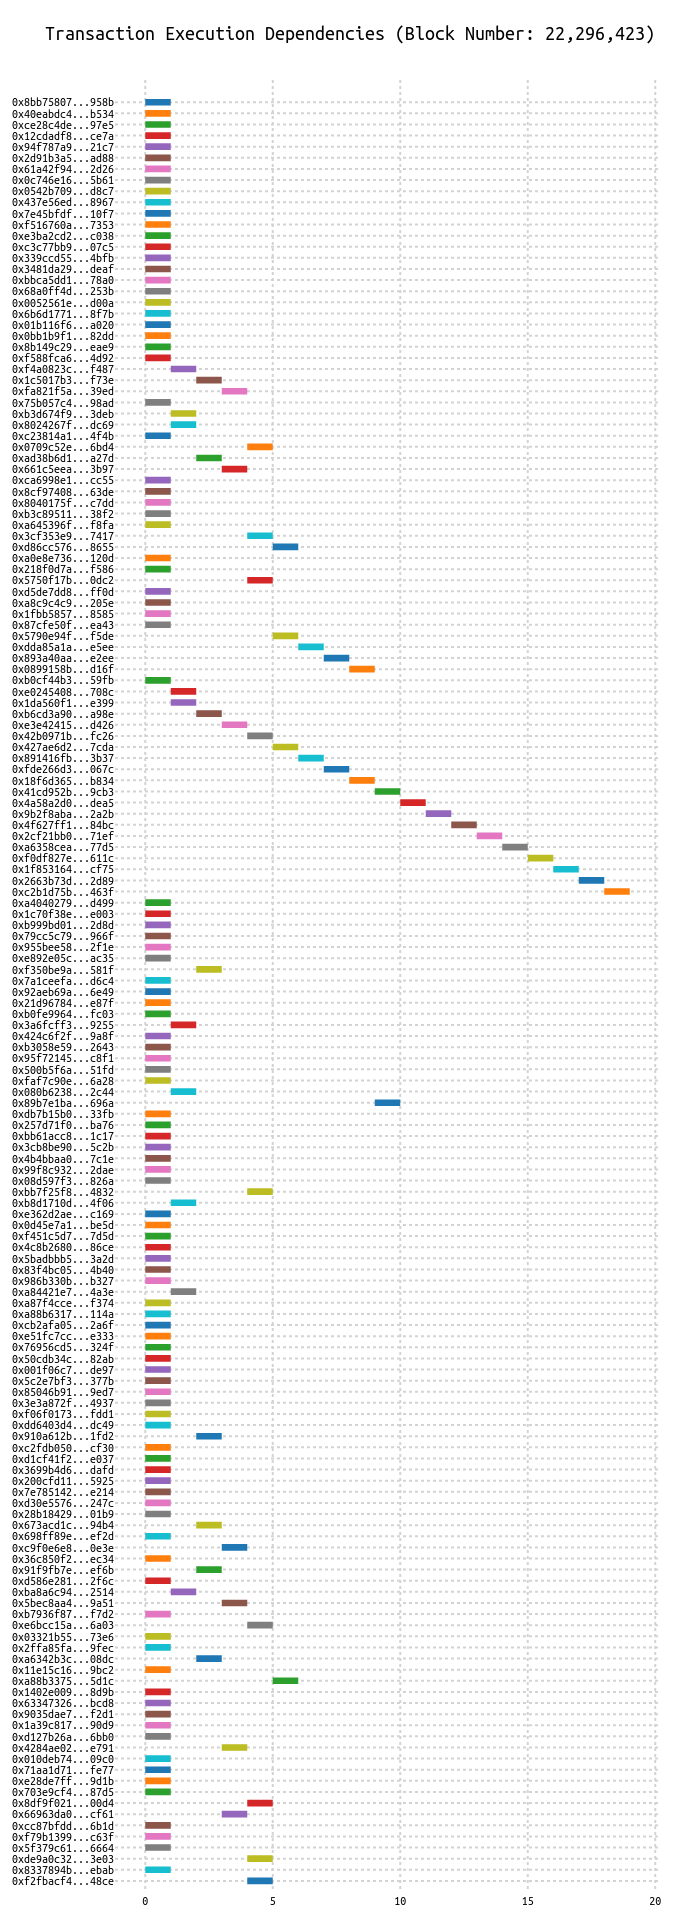 Transaction Execution Dependencies (Block Number: 22,296,423)
0x8bb75807...958b
0x40eabdc4...b534
0xce28c4de...97e5
0x12cdadf8...ce7a
0x94f787a9...21c7
0x2d91b3a5...ad88
0x61a42f94...2d26
0x0c746e16...5b61
0x0542b709...d8c7
0x437e56ed...8967
0x7e45bfdf...10f7
0xf516760a...7353
0xe3ba2cd2...c038
0xc3c77bb9...07c5
0x339ccd55...4bfb
0x3481da29...deaf
0xbbca5dd1...78a0
0x68a0ff4d...253b
0x0052561e...d00a
0x6b6d1771...8f7b
0x01b116f6...a020
0x0bb1b9f1...82dd
0x8b149c29...eae9
0xf588fca6...4d92
0xf4a0823c...f487
0x1c5017b3...f73e
0xfa821f5a...39ed
0x75b057c4...98ad
0xb3d674f9...3deb
0x8024267f...dc69
0xc23814a1...4f4b
0x0709c52e...6bd4
0xad38b6d1...a27d
0x661c5eea...3b97
0xca6998e1...cc55
0x8cf97408...63de
0x8040175f...c7dd
0xb3c89511...38f2
0xa645396f...f8fa
0x3cf353e9...7417
0xd86cc576...8655
0xa0e8e736...120d
0x218f0d7a...f586
0x5750f17b...0dc2
0xd5de7dd8...ff0d
0xa8c9c4c9...205e
0x1fbb5857...8585
0x87cfe50f...ea43
0x5790e94f...f5de
0xdda85a1a...e5ee
0x893a40aa...e2ee
0x0899158b...d16f
0xb0cf44b3...59fb
0xe0245408...708c
0x1da560f1...e399
0xb6cd3a90...a98e
0xe3e42415...d426
0x42b0971b...fc26
0x427ae6d2...7cda
0x891416fb...3b37
0xfde266d3...067c
0x18f6d365...b834
0x41cd952b...9cb3
0x4a58a2d0...dea5
0x9b2f8aba...2a2b
0x4f627ff1...84bc
0x2cf21bb0...71ef
0xa6358cea...77d5
0xf0df827e...611c
0x1f853164...cf75
0x2663b73d...2d89
0xc2b1d75b...463f
0xa4040279...d499
0x1c70f38e...e003
0xb999bd01...2d8d
0x79cc5c79...966f
0x955bee58...2f1e
0xe892e05c...ac35
0xf350be9a...581f
0x7a1ceefa...d6c4
0x92aeb69a...6e49
0x21d96784...e87f
0xb0fe9964...fc03
0x3a6fcff3...9255
0x424c6f2f...9a8f
0xb3058e59...2643
0x95f72145...c8f1
0x500b5f6a...51fd
0xfaf7c90e...6a28
0x080b6238...2c44
0x89b7e1ba...696a
0xdb7b15b0...33fb
0x257d71f0...ba76
0xbb61acc8...1c17
0x3cb8be90...5c2b
0x4b4bbaa0...7c1e
0x99f8c932...2dae
0x08d597f3...826a
0xbb7f25f8...4832
0xb8d1710d...4f06
0xe362d2ae...c169
0x0d45e7a1...be5d
0xf451c5d7...7d5d
0x4c8b2680...86ce
0x5badbbb5...3a2d
0x83f4bc05...4b40
0x986b330b...b327
0xa84421e7...4a3e
0xa87f4cce...f374
0xa88b6317...114a
0xcb2afa05...2a6f
0xe51fc7cc...e333
0x76956cd5...324f
0x50cdb34c...82ab
0x001f06c7...de97
0x5c2e7bf3...377b
0x85046b91...9ed7
0x3e3a872f...4937
0xf06f0173...fdd1
0xdd6403d4...dc49
0x910a612b...1fd2
0xc2fdb050...cf30
0xd1cf41f2...e037
0x3699b4d6...dafd
0x200cfd11...5925
0x7e785142...e214
0xd30e5576...247c
0x28b18429...01b9
0x673acd1c...94b4
0x698ff89e...ef2d
0xc9f0e6e8...0e3e
0x36c850f2...ec34
0x91f9fb7e...ef6b
0xd586e281...2f6c
0xba8a6c94...2514
0x5bec8aa4...9a51
0xb7936f87...f7d2
0xe6bcc15a...6a03
0x03321b55...73e6
0x2ffa85fa...9fec
0xa6342b3c...08dc
0x11e15c16...9bc2
0xa88b3375...5d1c
0x1402e009...8d9b
0x63347326...bcd8
0x9035dae7...f2d1
0x1a39c817...90d9
0xd127b26a...6bb0
0x4284ae02...e791
0x010deb74...09c0
0x71aa1d71...fe77
0xe28de7ff...9d1b
0x703e9cf4...87d5
0x8df9f021...00d4
0x66963da0...cf61
0xcc87bfdd...6b1d
0xf79b1399...c63f
0x5f379c61...6664
0xde9a0c32...3e03
0x8337894b...ebab
0xf2fbacf4...48ce
0 5 10 15 20